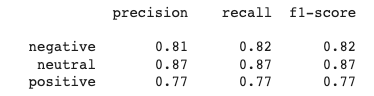 precision recall f1-score
negative 0.81 0.82 0.82
neutral 0.87 0.87 0.87
positive 0.77 0.77 0.77